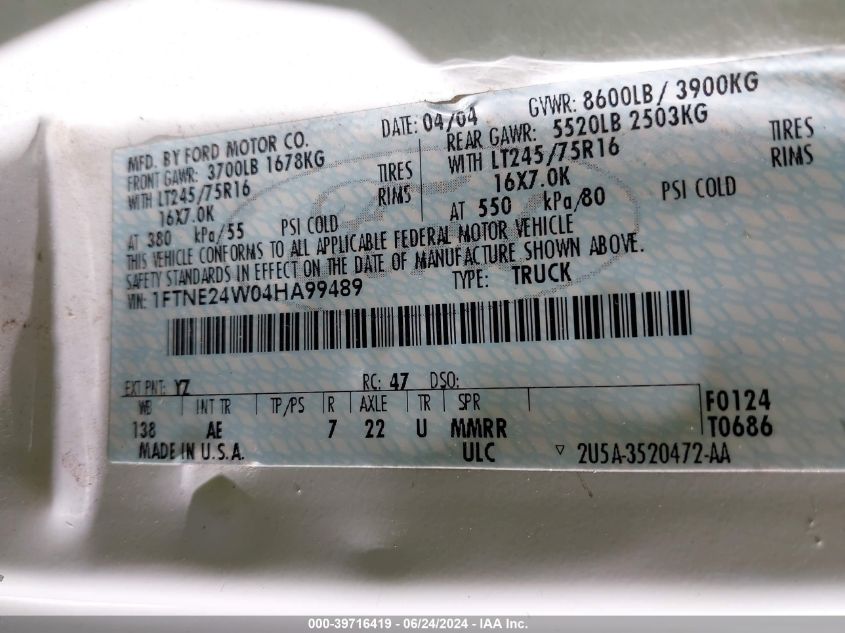 DATE: 04/04 GVWR: 8600LB / 3900KG
MFD. BY FORD MOTOR CO.
FRONT GAWR: 3700LB 1678KG
WITH LT245/75R16 TIRES
16X7.0K RIMS
AT 380 kPa/55 PSI COLD
REAR GAWR: 5520LB 2503KG
WITH LT245/75R16 TIRES
16X7.0K RIMS
AT 550 kPa/80 PSI COLD
THIS VEHICLE CONFORMS TO ALL APPLICABLE FEDERAL MOTOR VEHICLE
SAFETY STANDARDS IN EFFECT ON THE DATE OF MANUFACTURE SHOWN ABOVE.
VIN: 1FTNE24W04HA99489 TYPE: TRUCK
EXT PNT: YZ RC: 47 DSO:
WB INT TR TP/PS R AXLE TR SPR F0124
138 AE 7 22 U MMRR T0686
MADE IN U.S.A. ULC ▿ 2U5A-3520472-AA
000-39716419 - 06/24/2024 - IAA Inc.